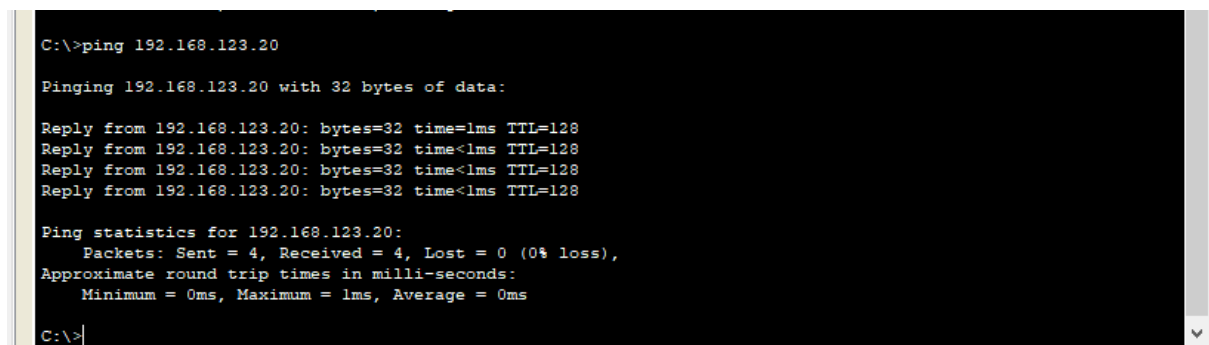 C:\>ping 192.168.123.20
Pinging 192.168.123.20 with 32 bytes of data:
Reply from 192.168.123.20: bytes=32 time=1ms TTL=128
Reply from 192.168.123.20: bytes=32 time<1ms TTL=128
Reply from 192.168.123.20: bytes=32 time<1ms TTL=128
Reply from 192.168.123.20: bytes=32 time<1ms TTL=128
Ping statistics for 192.168.123.20:
    Packets: Sent = 4, Received = 4, Lost = 0 (0% loss),
Approximate round trip times in milli-seconds:
    Minimum = 0ms, Maximum = 1ms, Average = 0ms
C:\>